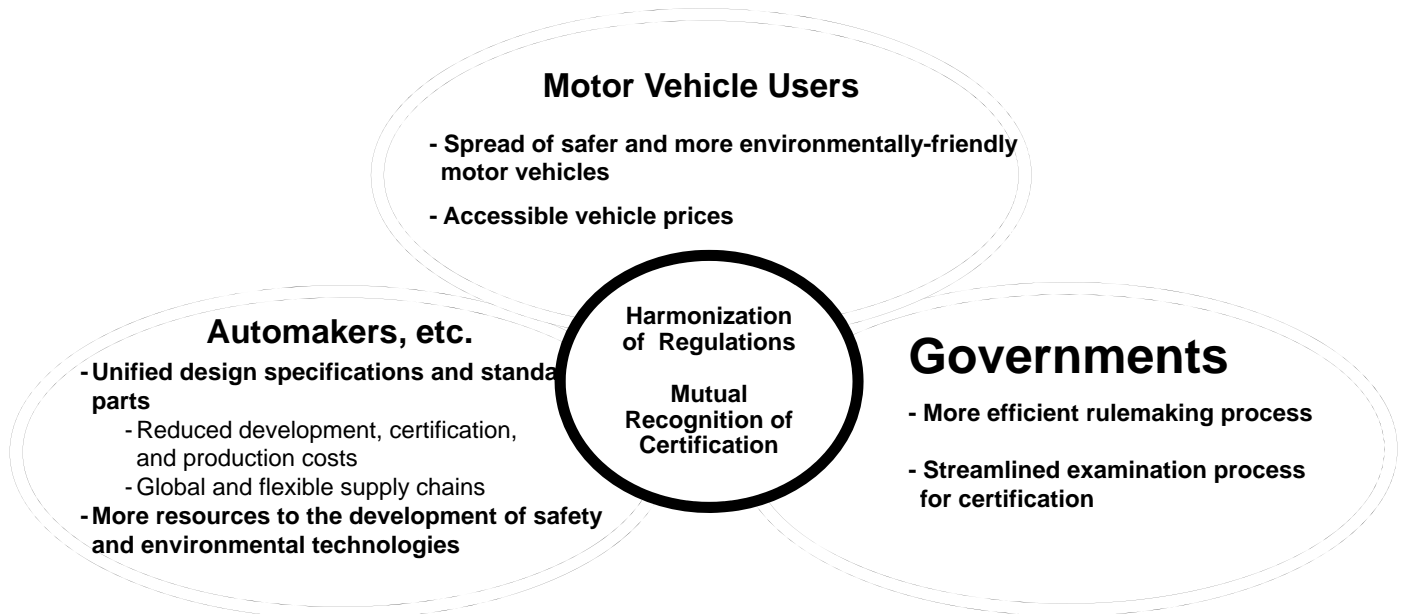 Motor Vehicle Users
- Spread of safer and more environmentally-friendly
motor vehicles
- Accessible vehicle prices
Harmonization
of Regulations
Mutual
Recognition of
Certification
Automakers, etc.
- Unified design specifications and standa
parts
- Reduced development, certification,
and production costs
- Global and flexible supply chains
- More resources to the development of safety
and environmental technologies
Governments
- More efficient rulemaking process
- Streamlined examination process
for certification